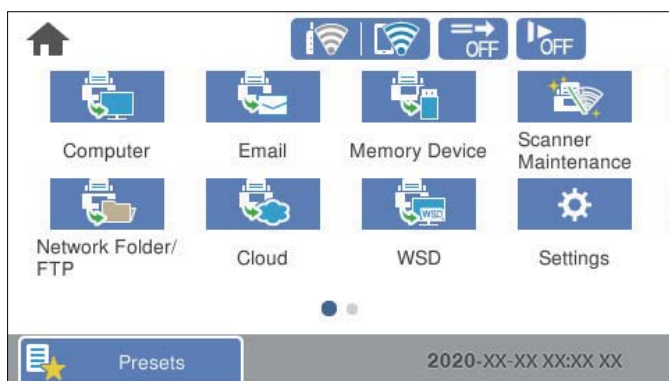 OFF
OFF
Computer
Email
Memory Device
Scanner
Maintenance
Network Folder/
FTP
Cloud
WSD
WSD
Settings
Presets
2020-XX-XX XX:XX XX